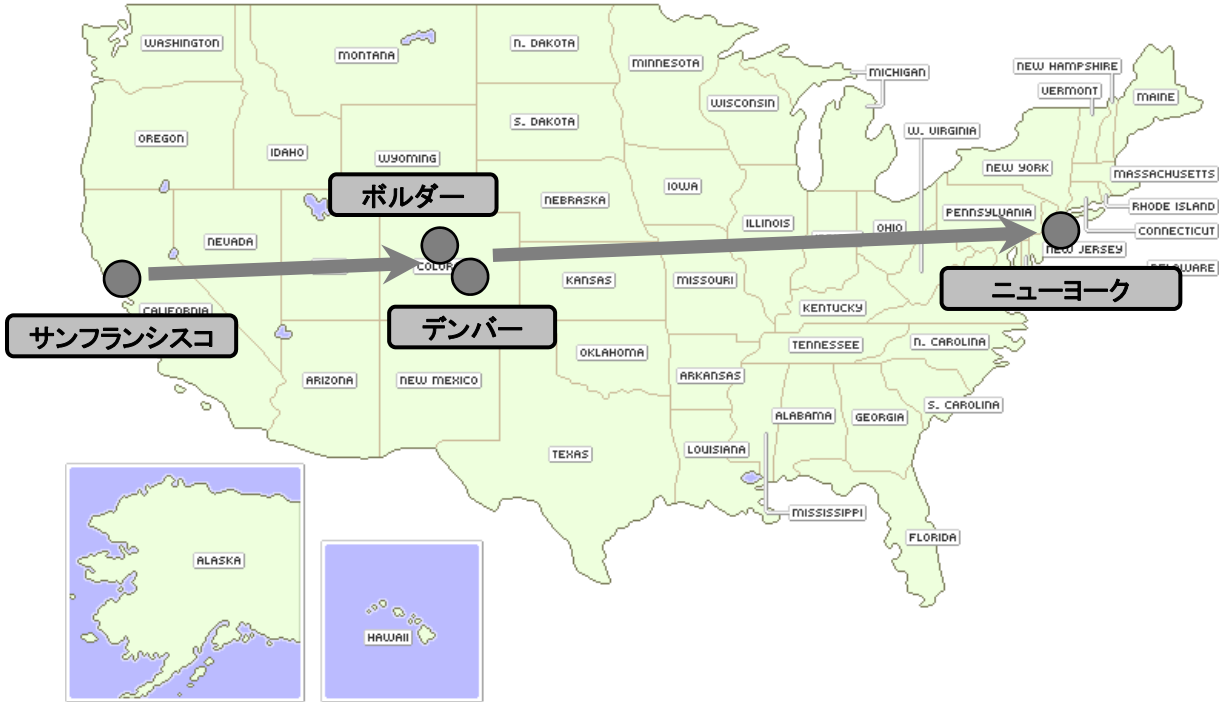 WASHINGTON
MONTANA
N. DAKOTA
MINNESOTA
MICHIGAN
NEW HAMPSHIRE
VERMONT
MAINE
WISCONSIN
OREGON
IDAHO
S. DAKOTA
W. VIRGINIA
WYOMING
NEW YORK
MASSACHUSETTS
ボルダー
IOWA
NEBRASKA
RHODE ISLAND
PENNSYLVANIA
ILLINOIS
OHIO
CONNECTICUT
NEVADA
NEW JERSEY
COLOR
DELAWARE
KANSAS
MISSOURI
ニューヨーク
CALIFORNIA
KENTUCKY
サンフランシスコ
デンバー
TENNESSEE
N. CAROLINA
OKLAHOMA
ARIZONA
NEW MEXICO
ARKANSAS
S. CAROLINA
ALABAMA
GEORGIA
TEXAS
LOUISIANA
MISSISSIPPI
FLORIDA
ALASKA
HAWAII